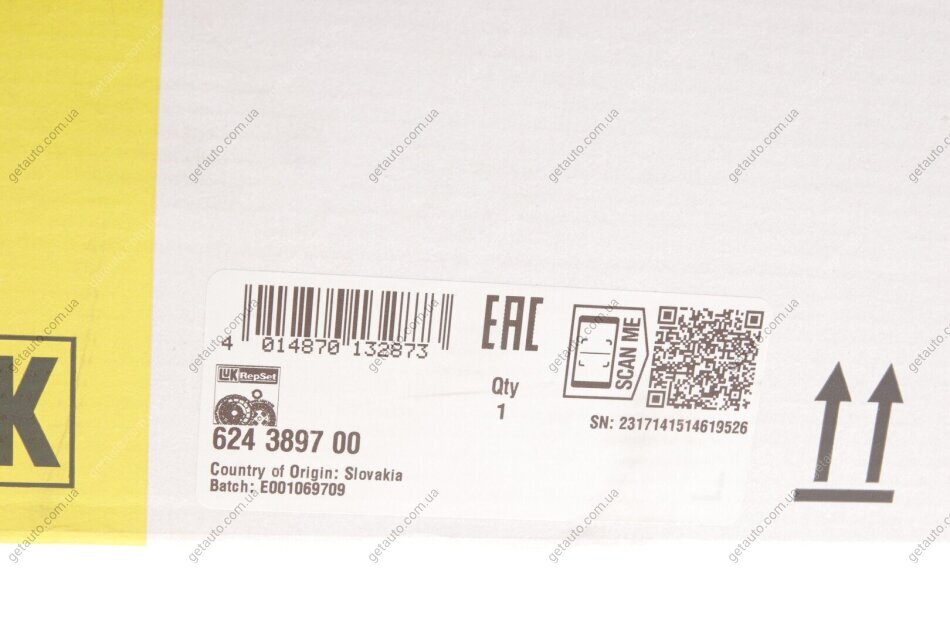 4 014870 132873
EAC
SCAN ME
LuK RepSet
Qty
1
SN: 2317141514619526
624 3897 00
Country of Origin: Slovakia
Batch: E001069709
K
getauto.com.ua